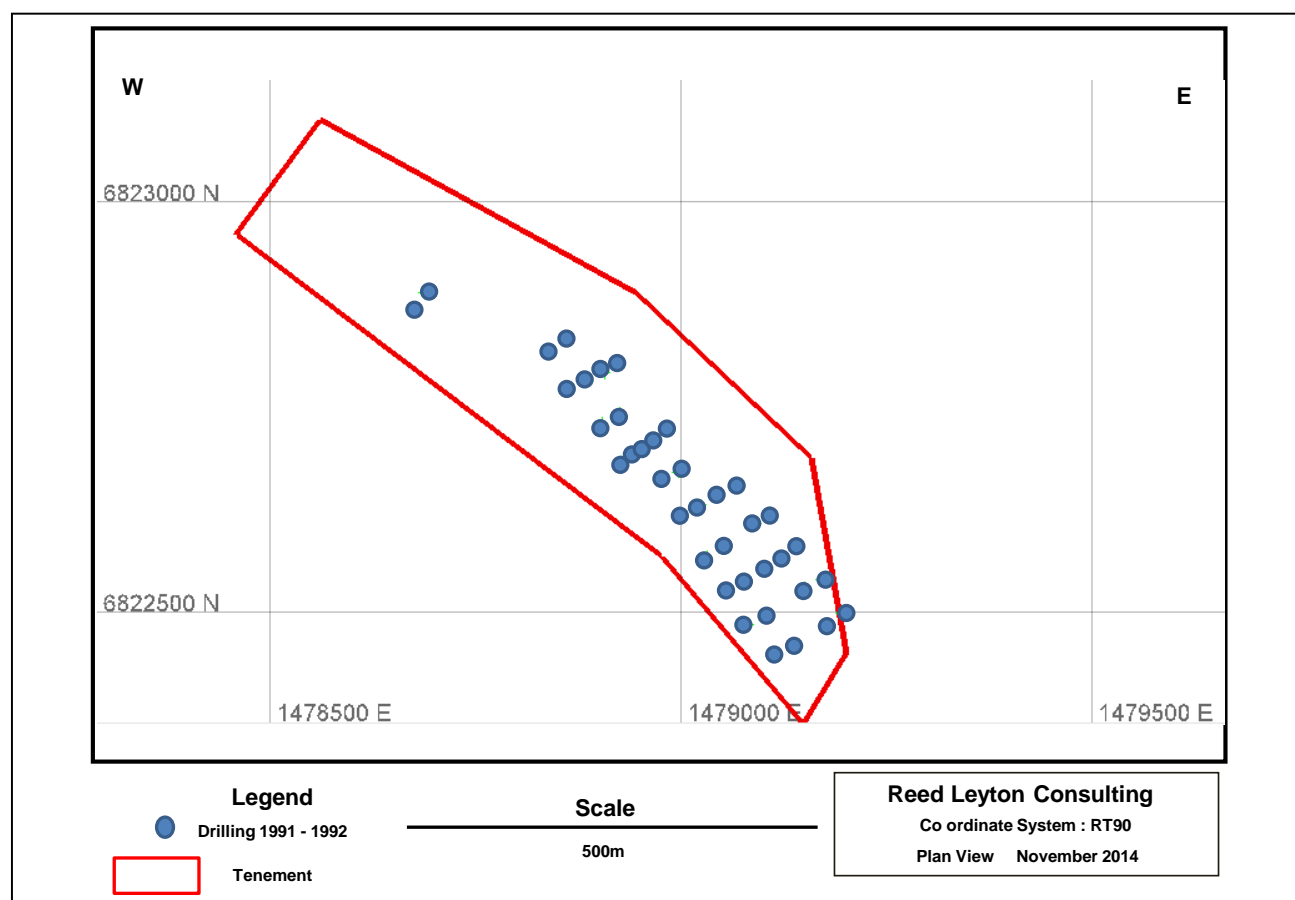 W
E
6823000 N
6822500 N
1478500 E
1479000 E
1479500 E
Legend
Drilling 1991 - 1992
Tenement
Scale
500m
Reed Leyton Consulting
Co ordinate System : RT90
Plan View November 2014